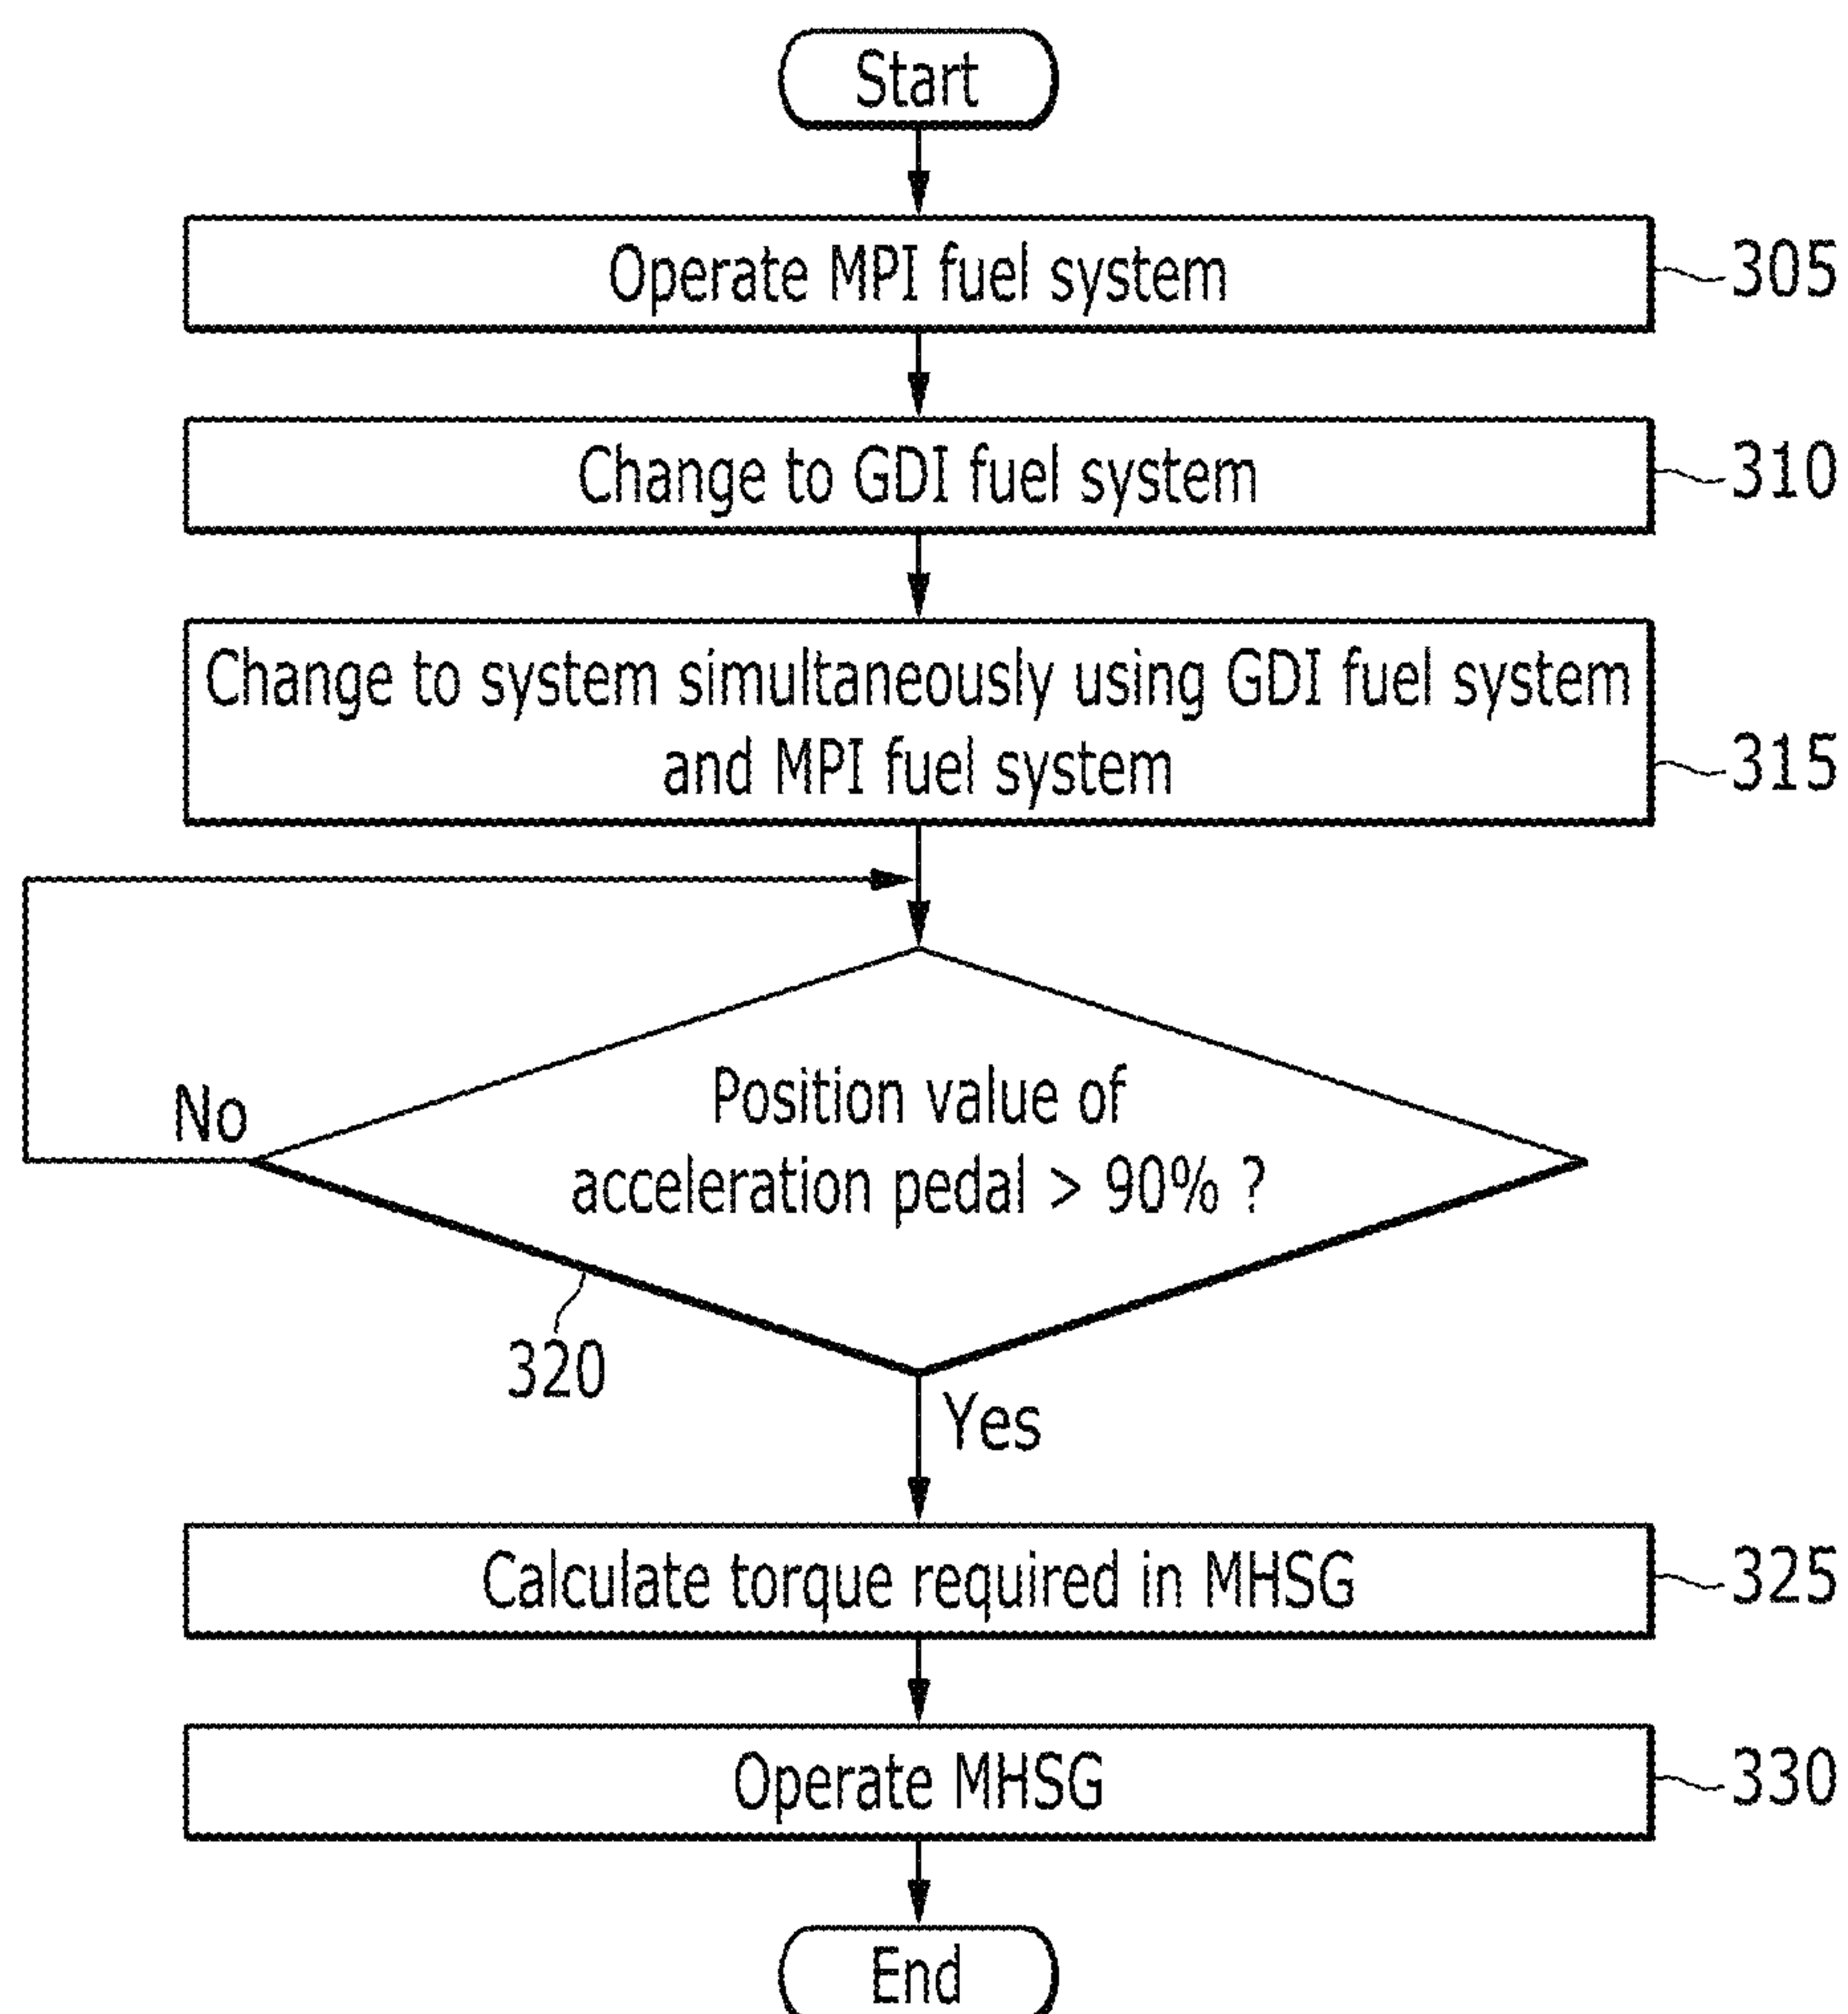 Start
Operate MPI fuel system
305
Change to GDI fuel system
310
Change to system simultaneously using GDI fuel system
and MPI fuel system
315
No
Position value of
acceleration pedal > 90% ?
320
Yes
Calculate torque required in MHSG
325
Operate MHSG
330
End